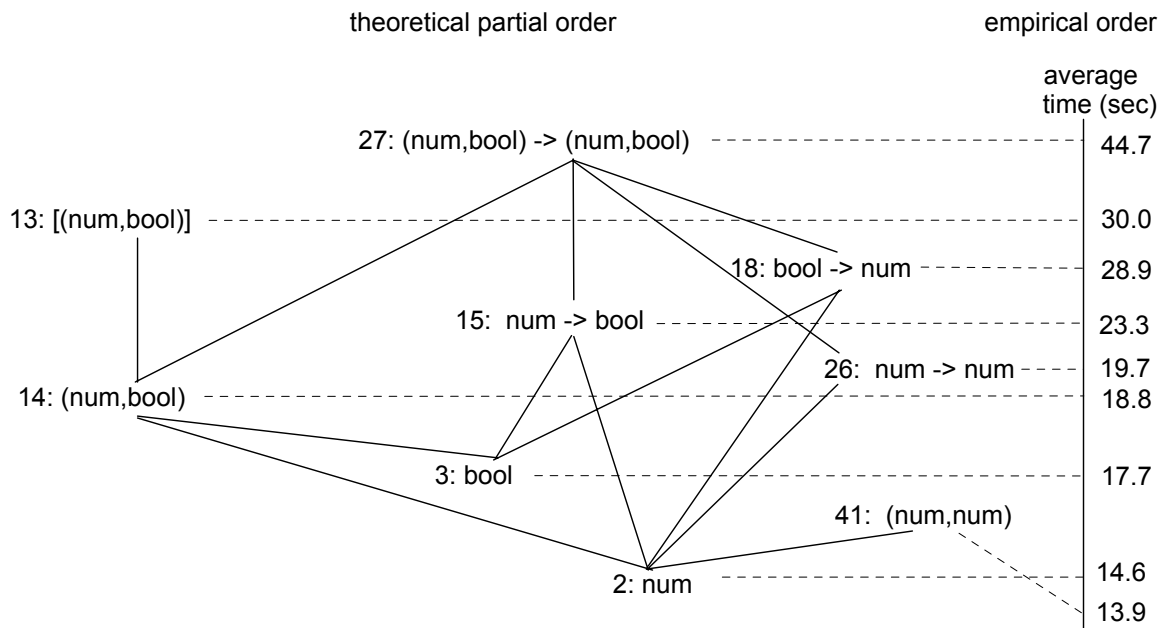 theoretical partial order
empirical order
average
time (sec)
27: (num,bool) -> (num,bool)
44.7
13: [(num,bool)]
30.0
18: bool -> num
28.9
15: num -> bool
23.3
26: num -> num
19.7
14: (num,bool)
18.8
3: bool
17.7
41: (num,num)
2: num
14.6
13.9